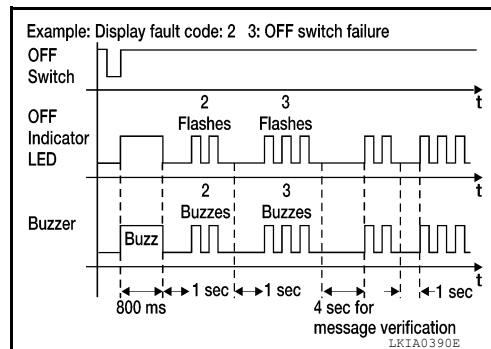 Example: Display fault code: 2 3: OFF switch failure
OFF
Switch
t
OFF
Indicator
LED
2
Flashes
3
Flashes
t
Buzzer
Buzz
2
Buzzes
3
Buzzes
t
800 ms
1 sec
1 sec
4 sec for
message verification
1 sec
LKIA0390E